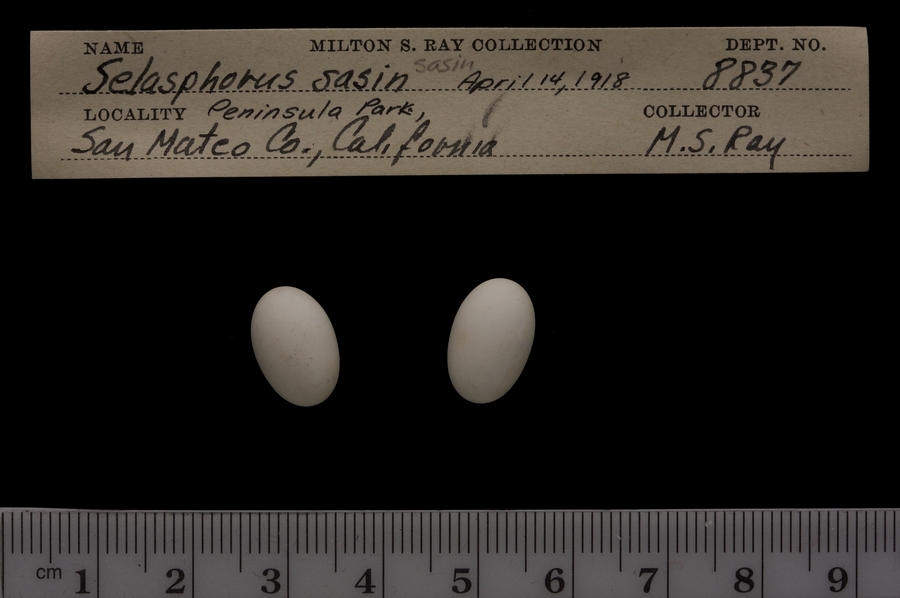 NAME MILTON S. RAY COLLECTION DEPT. NO.
Selasphorus sasin sasin April 14, 1918 8837
LOCALITY Peninsula Park, COLLECTOR
San Mateo Co., California M.S. Ray
cm 1 2 3 4 5 6 7 8 9